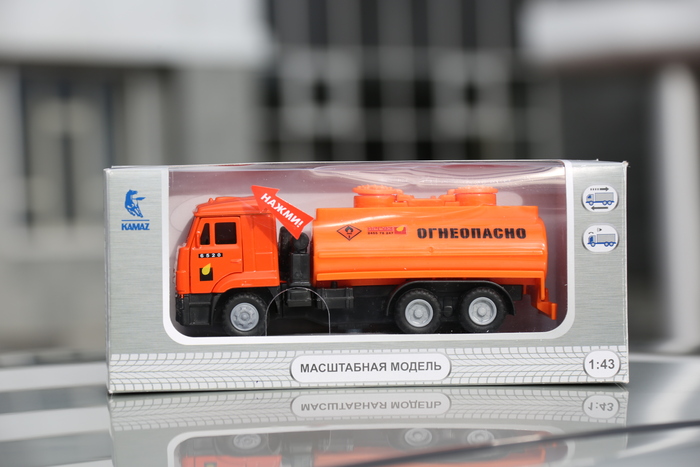 KAMAZ
НАЖМИ!
ОГНЕОПАСНО
6520
МАСШТАБНАЯ МОДЕЛЬ
1:43